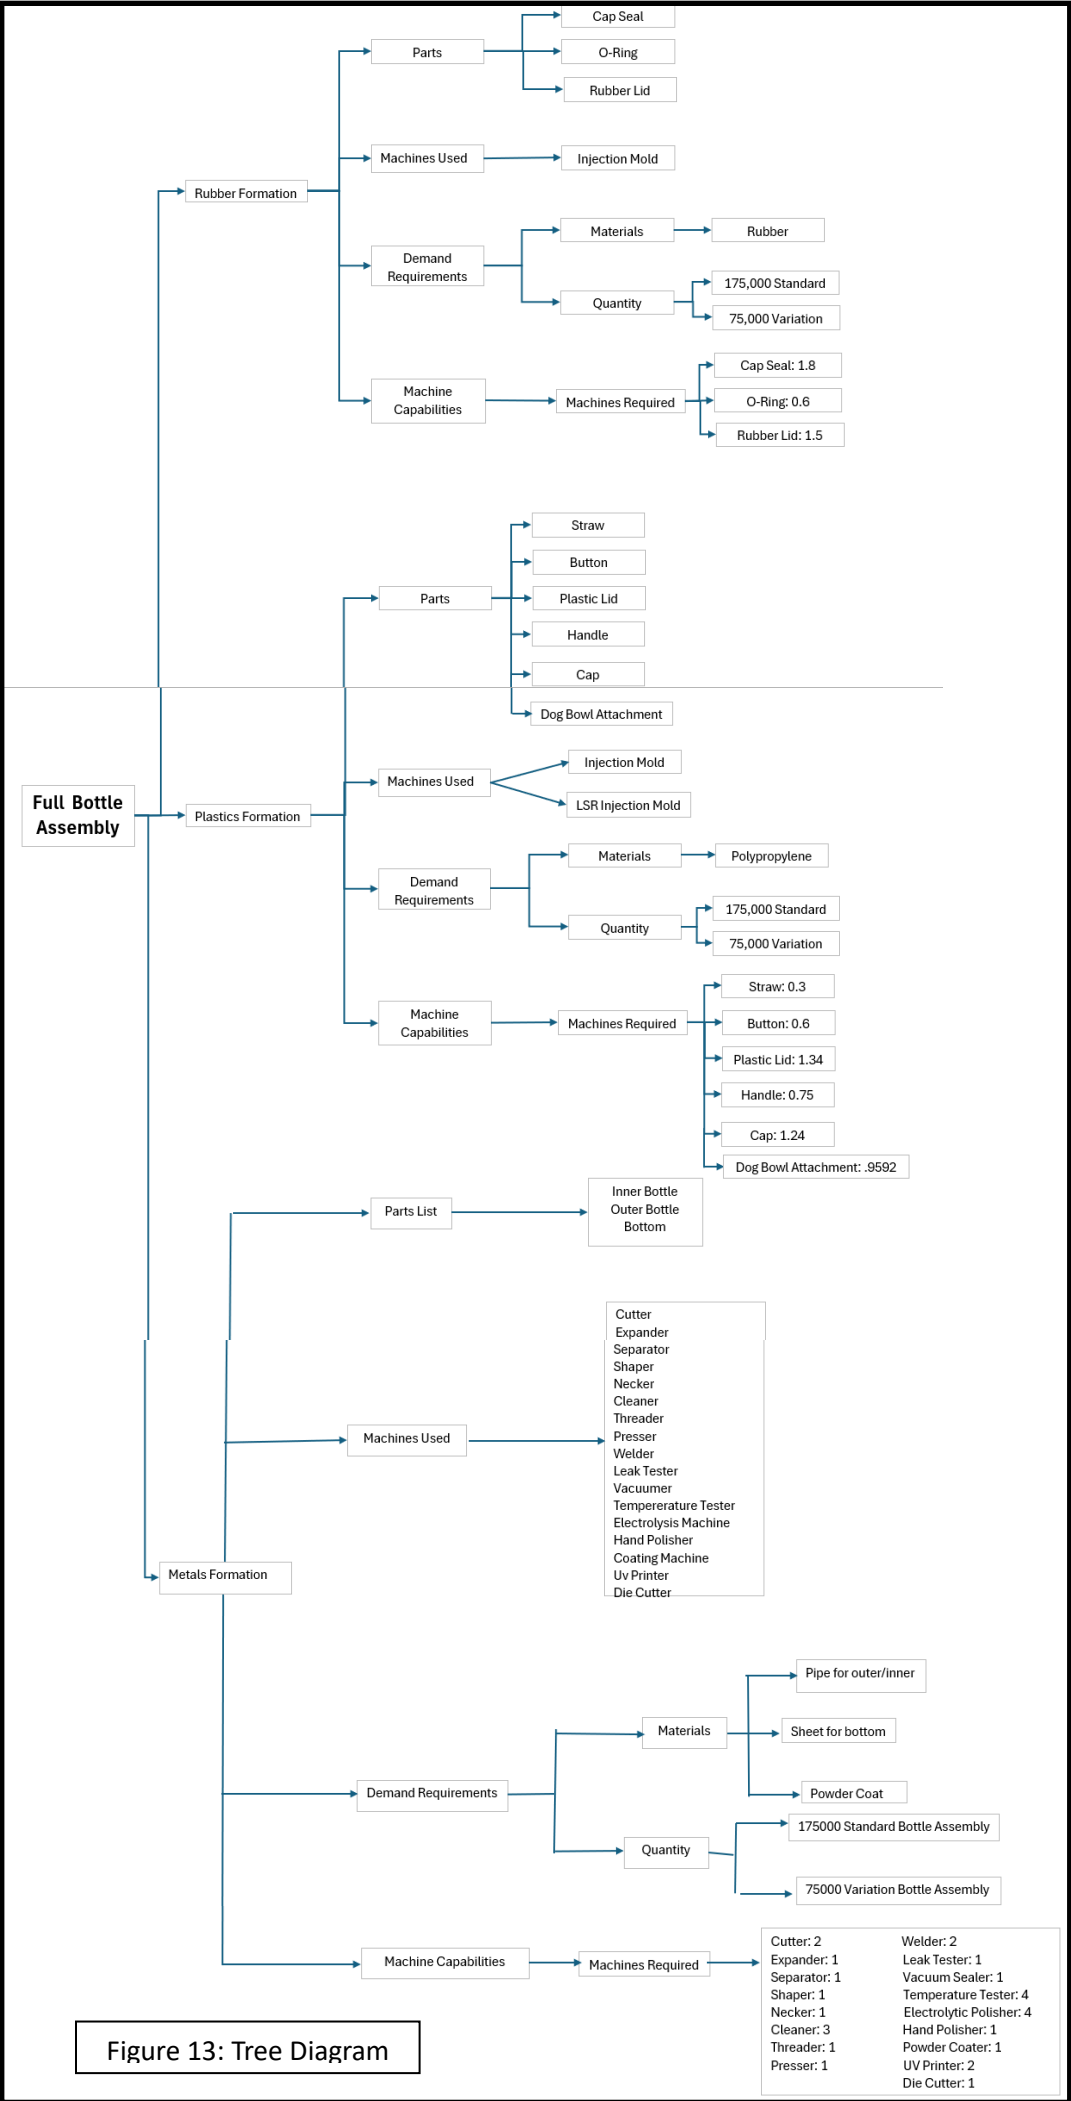 Cap Seal
Parts
O-Ring
Rubber Lid
Machines Used
Injection Mold
Rubber Formation
Materials
Rubber
Demand
Requirements
Quantity
175,000 Standard
75,000 Variation
Machine
Capabilities
Machines Required
Cap Seal: 1.8
O-Ring: 0.6
Rubber Lid: 1.5
Straw
Button
Parts
Plastic Lid
Handle
Cap
Dog Bowl Attachment
Machines Used
Injection Mold
LSR Injection Mold
Full Bottle
Assembly
Plastics Formation
Materials
Polypropylene
Demand
Requirements
Quantity
175,000 Standard
75,000 Variation
Machine
Capabilities
Machines Required
Straw: 0.3
Button: 0.6
Plastic Lid: 1.34
Handle: 0.75
Cap: 1.24
Dog Bowl Attachment: .9592
Parts List
Inner Bottle
Outer Bottle
Bottom
Machines Used
Cutter
Expander
Separator
Shaper
Necker
Cleaner
Threader
Presser
Welder
Leak Tester
Vacuumer
Tempererature Tester
Electrolysis Machine
Hand Polisher
Coating Machine
Uv Printer
Die Cutter
Metals Formation
Pipe for outer/inner
Materials
Sheet for bottom
Powder Coat
Demand Requirements
Quantity
175000 Standard Bottle Assembly
75000 Variation Bottle Assembly
Machine Capabilities
Machines Required
Cutter: 2
Expander: 1
Separator: 1
Shaper: 1
Necker: 1
Cleaner: 3
Threader: 1
Presser: 1
Welder: 2
Leak Tester: 1
Vacuum Sealer: 1
Temperature Tester: 4
Electrolytic Polisher: 4
Hand Polisher: 1
Powder Coater: 1
UV Printer: 2
Die Cutter: 1
Figure 13: Tree Diagram